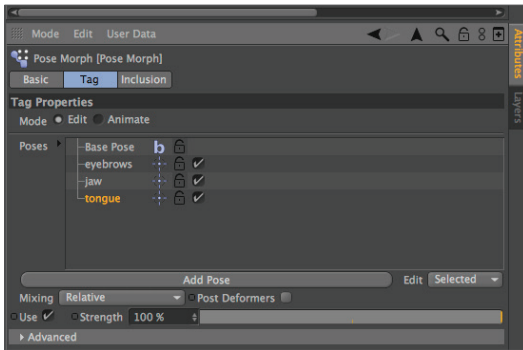 Mode Edit User Data
Pose Morph [Pose Morph]
Basic Tag Inclusion
Tag Properties
Mode Edit Animate
Poses Base Pose b
eyebrows
jaw
tongue
Add Pose Edit Selected
Mixing Relative Post Deformers
Use Strength 100 %
Advanced
Attributes
Layers